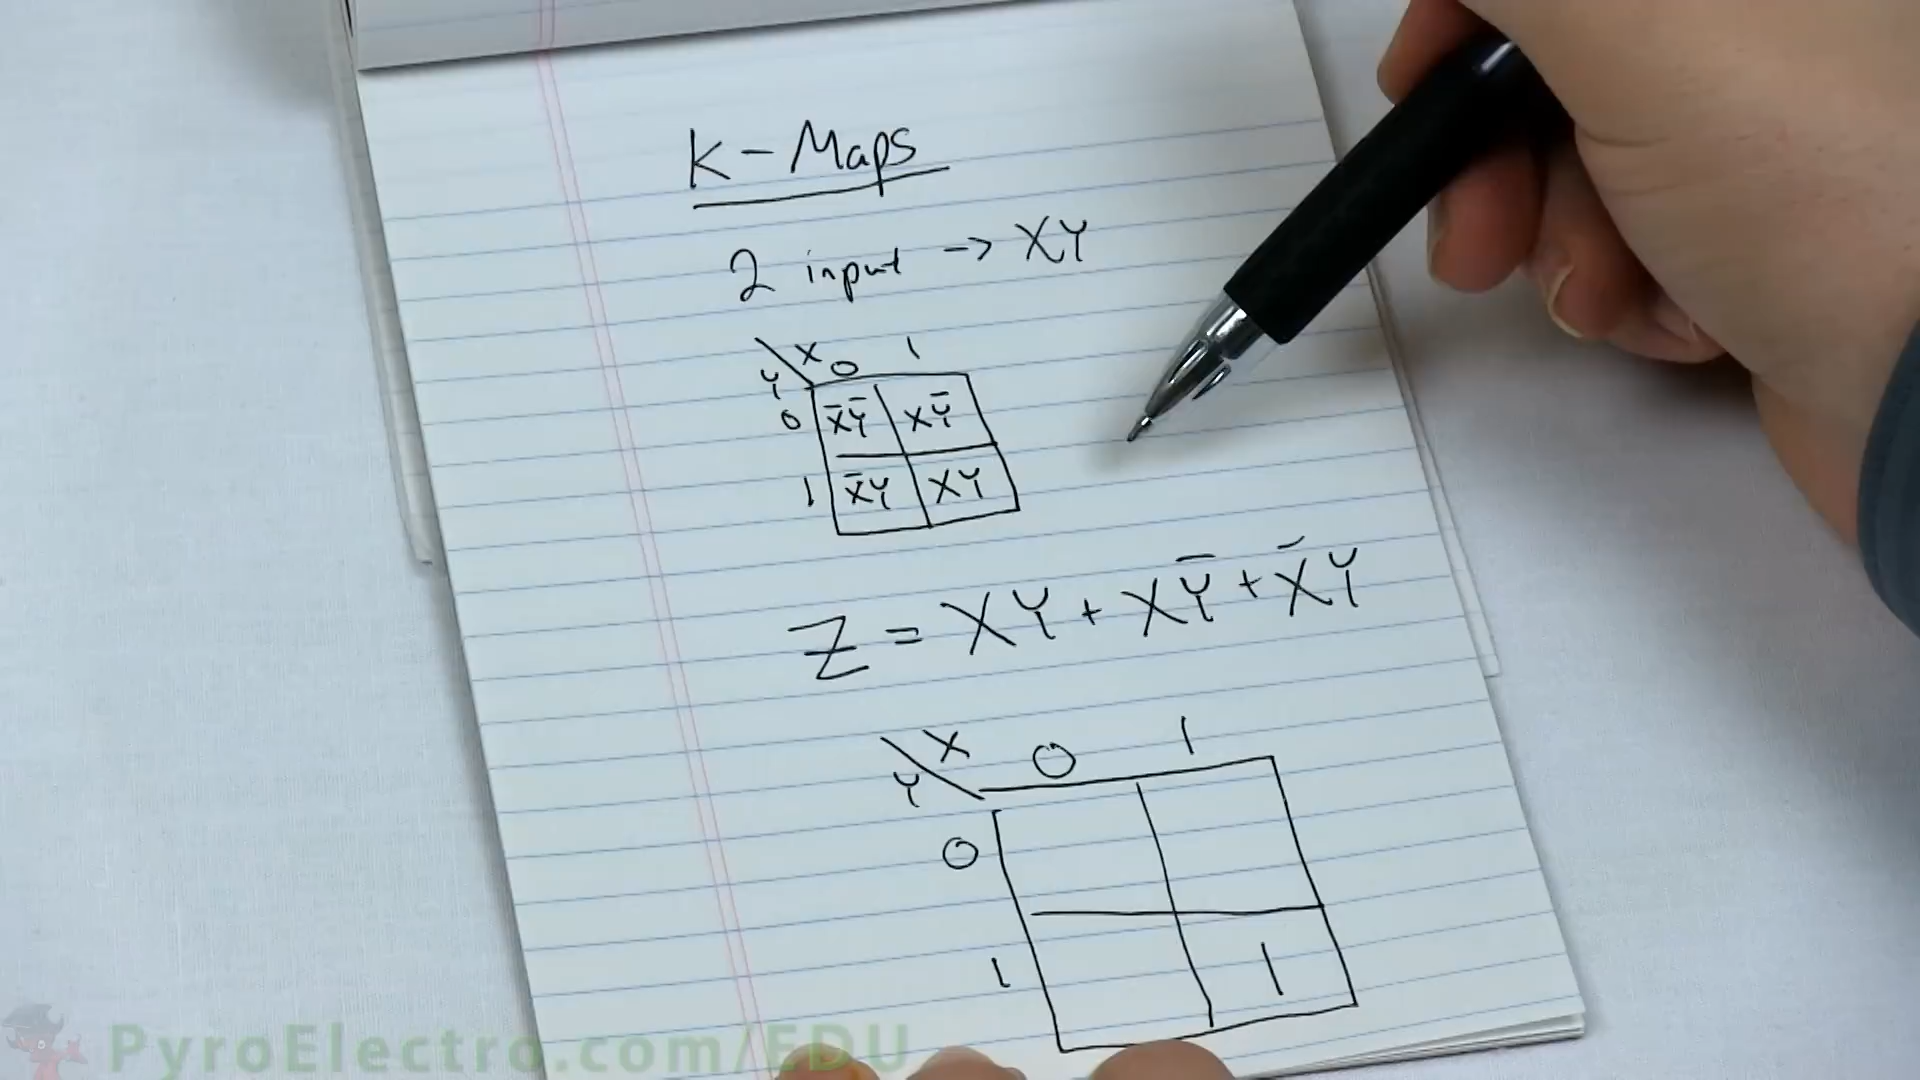 K-Maps
2 input -> XY
X 0 1
Y
0 X̄Ȳ XȲ
1 X̄Y XY
Z = XY + XȲ + X̄Y
X 0 1
Y
0
1 1
PyroElectro.com/EDU